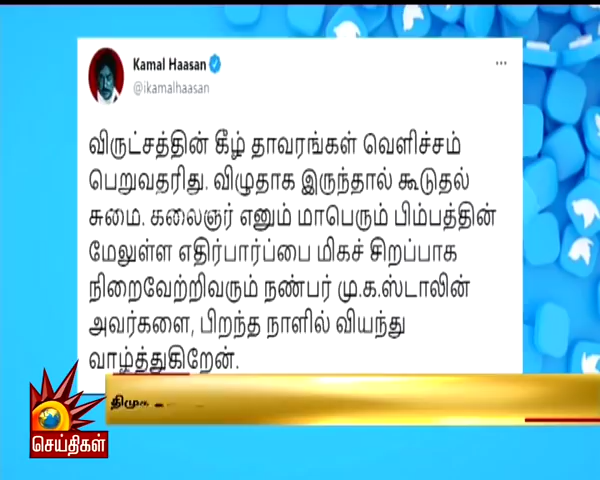 Kamal Haasan
@ikamalhaasan
விருட்சத்தின் கீழ் தாவரங்கள் வெளிச்சம்
பெறுவதரிது. விழுதாக இருந்தால் கூடுதல்
சுமை. கலைஞர் எனும் மாபெரும் பிம்பத்தின்
மேலுள்ள எதிர்பார்ப்பை மிகச் சிறப்பாக
நிறைவேற்றிவரும் நண்பர் மு.க.ஸ்டாலின்
அவர்களை, பிறந்த நாளில் வியந்து
வாழ்த்துகிறேன்.
செய்திகள்